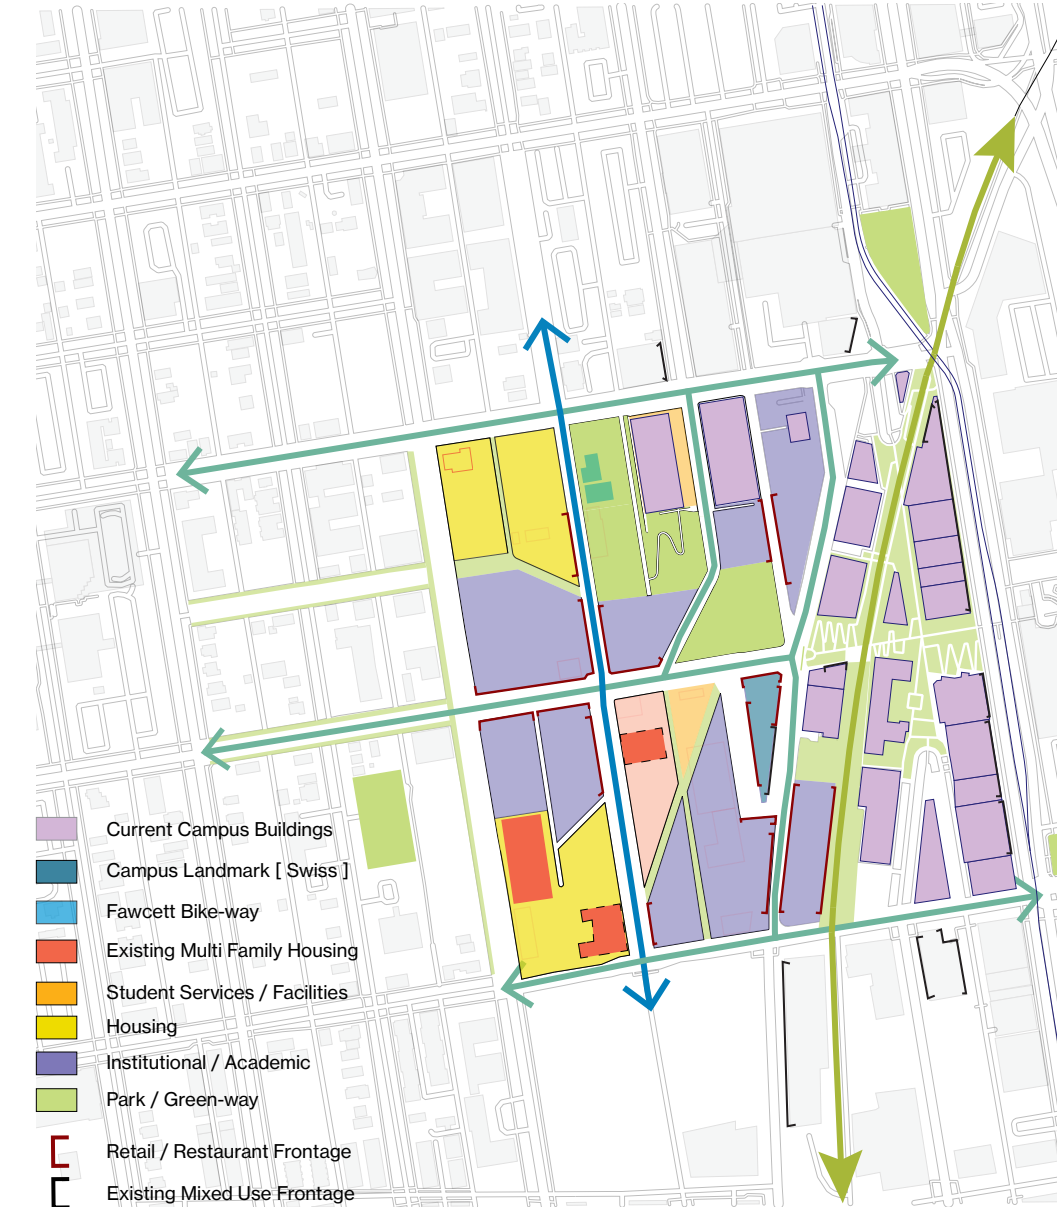 Current Campus Buildings
Campus Landmark [ Swiss ]
Fawcett Bike-way
Existing Multi Family Housing
Student Services / Facilities
Housing
Institutional / Academic
Park / Green-way
Retail / Restaurant Frontage
Existing Mixed Use Frontage